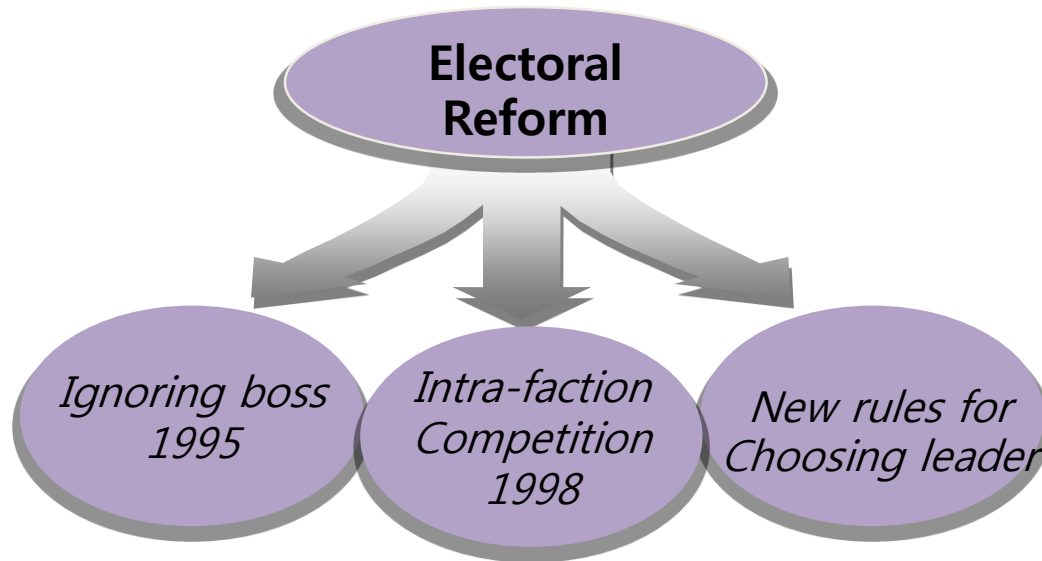 Electoral
Reform
Ignoring boss
1995
Intra-faction
Competition
1998
New rules for
Choosing leader